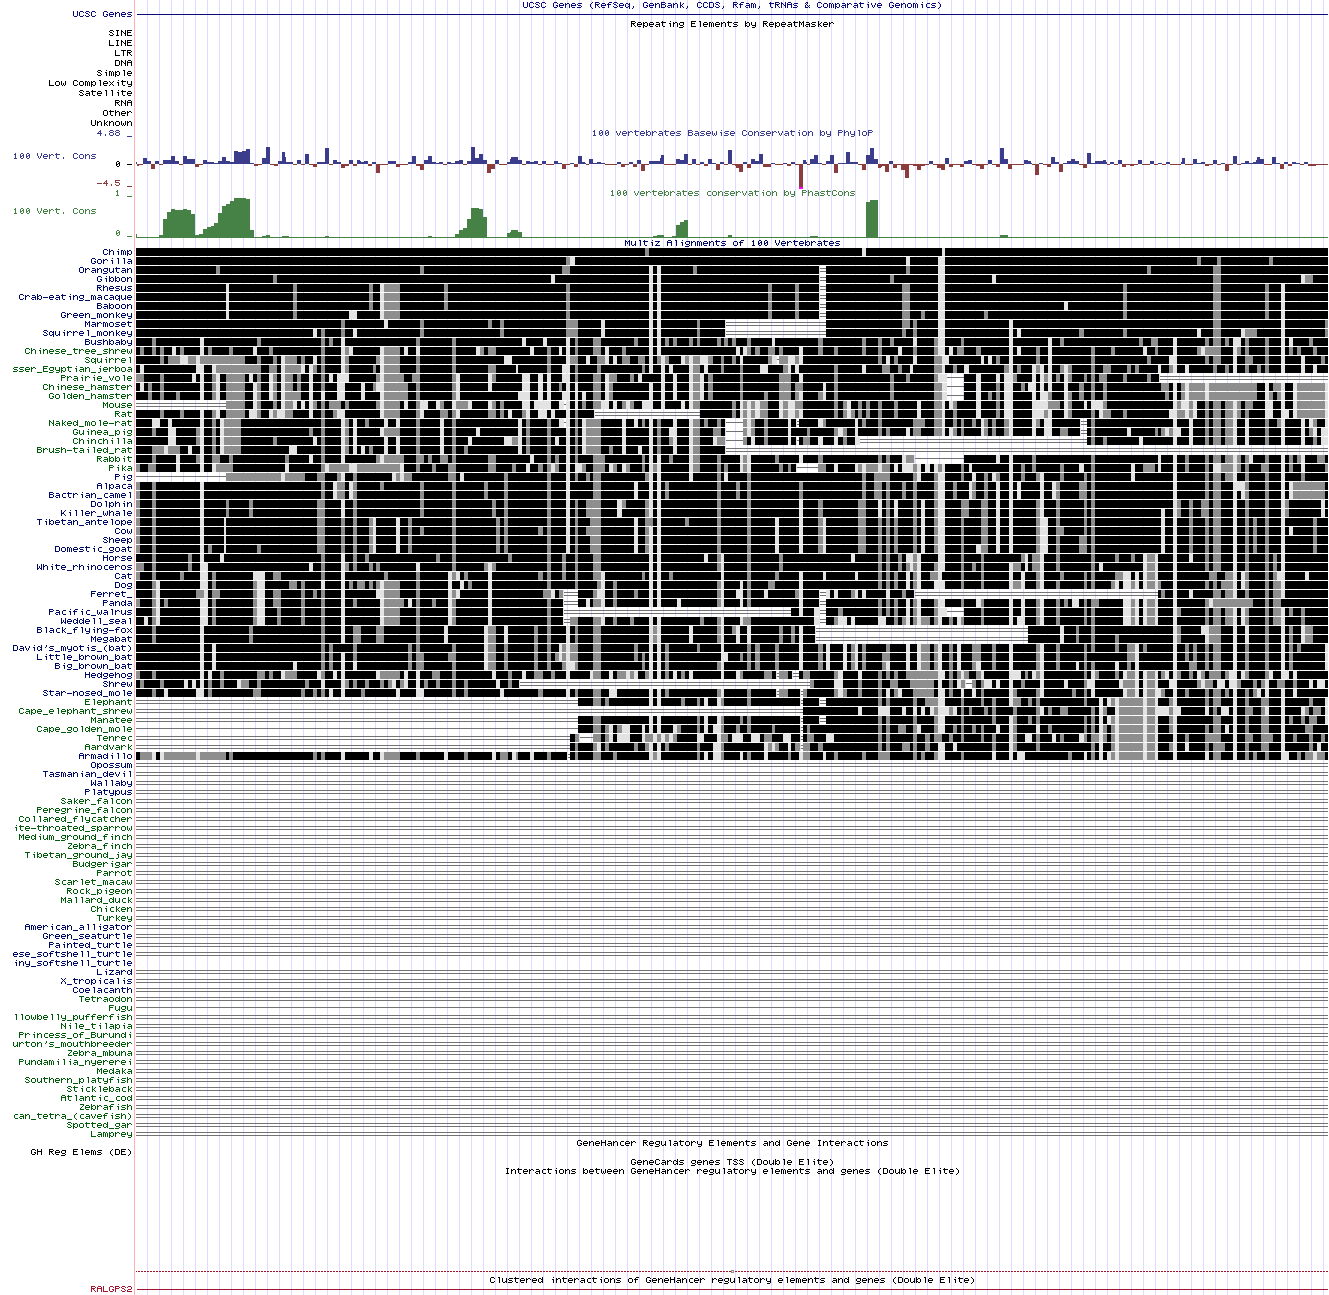 UCSC Genes (RefSeq, GenBank, CCDS, Rfam, tRNAs & Comparative Genomics)
UCSC Genes
Repeating Elements by RepeatMasker
SINE
LINE
LTR
DNA
Simple
Low Complexity
Satellite
RNA
Other
Unknown
4.88 _
100 vertebrates Basewise Conservation by PhyloP
100 Vert. Cons
0 _
-4.5 _
100 vertebrates conservation by PhastCons
1 _
100 Vert. Cons
0 _
Multiz Alignments of 100 Vertebrates
Chimp
Gorilla
Orangutan
Gibbon
Rhesus
Crab-eating_macaque
Baboon
Green_monkey
Marmoset
Squirrel_monkey
Bushbaby
Chinese_tree_shrew
Squirrel
sser_Egyptian_jerboa
Prairie_vole
Chinese_hamster
Golden_hamster
Mouse
Rat
Naked_mole-rat
Guinea_pig
Chinchilla
Brush-tailed_rat
Rabbit
Pika
Pig
Alpaca
Bactrian_camel
Dolphin
Killer_whale
Tibetan_antelope
Cow
Sheep
Domestic_goat
Horse
White_rhinoceros
Cat
Dog
Ferret_
Panda
Pacific_walrus
Weddell_seal
Black_flying-fox
Megabat
David's_myotis_(bat)
Little_brown_bat
Big_brown_bat
Hedgehog
Shrew
Star-nosed_mole
Elephant
Cape_elephant_shrew
Manatee
Cape_golden_mole
Tenrec
Aardvark
Armadillo
Opossum
Tasmanian_devil
Wallaby
Platypus
Saker_falcon
Peregrine_falcon
Collared_flycatcher
ite-throated_sparrow
Medium_ground_finch
Zebra_finch
Tibetan_ground_jay
Budgerigar
Parrot
Scarlet_macaw
Rock_pigeon
Mallard_duck
Chicken
Turkey
American_alligator
Green_seaturtle
Painted_turtle
ese_softshell_turtle
iny_softshell_turtle
Lizard
X_tropicalis
Coelacanth
Tetraodon
Fugu
llowbelly_pufferfish
Nile_tilapia
Princess_of_Burundi
urton's_mouthbreeder
Zebra_mbuna
Pundamilia_nyererei
Medaka
Southern_platyfish
Stickleback
Atlantic_cod
Zebrafish
can_tetra_(cavefish)
Spotted_gar
Lamprey
GeneHancer Regulatory Elements and Gene Interactions
GH Reg Elems (DE)
GeneCards genes TSS (Double Elite)
Interactions between GeneHancer regulatory elements and genes (Double Elite)
Clustered interactions of GeneHancer regulatory elements and genes (Double Elite)
RALGPS2